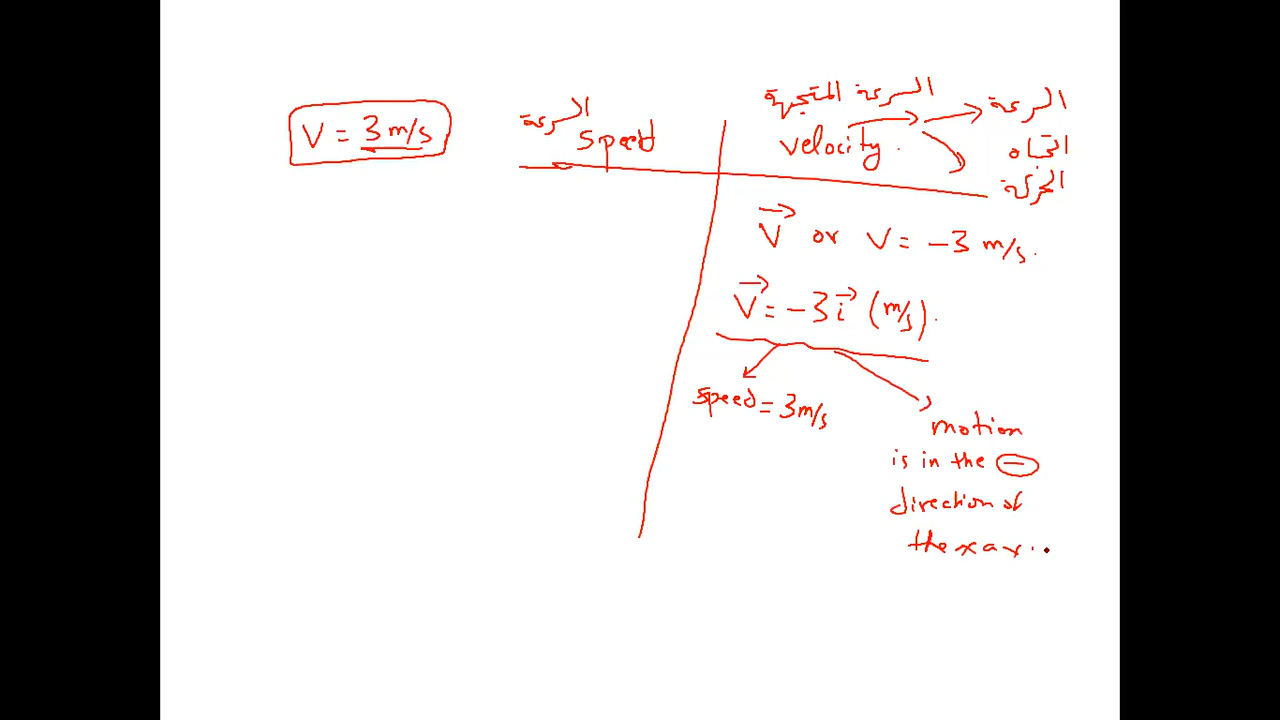 V = 3 m/s
السرعة
speed
السرعة المتجهة
velocity
السرعة
اتجاه
الحركة
V or V = -3 m/s.
V = -3 i (m/s).
speed = 3 m/s
motion
is in the -
direction of
the x ax